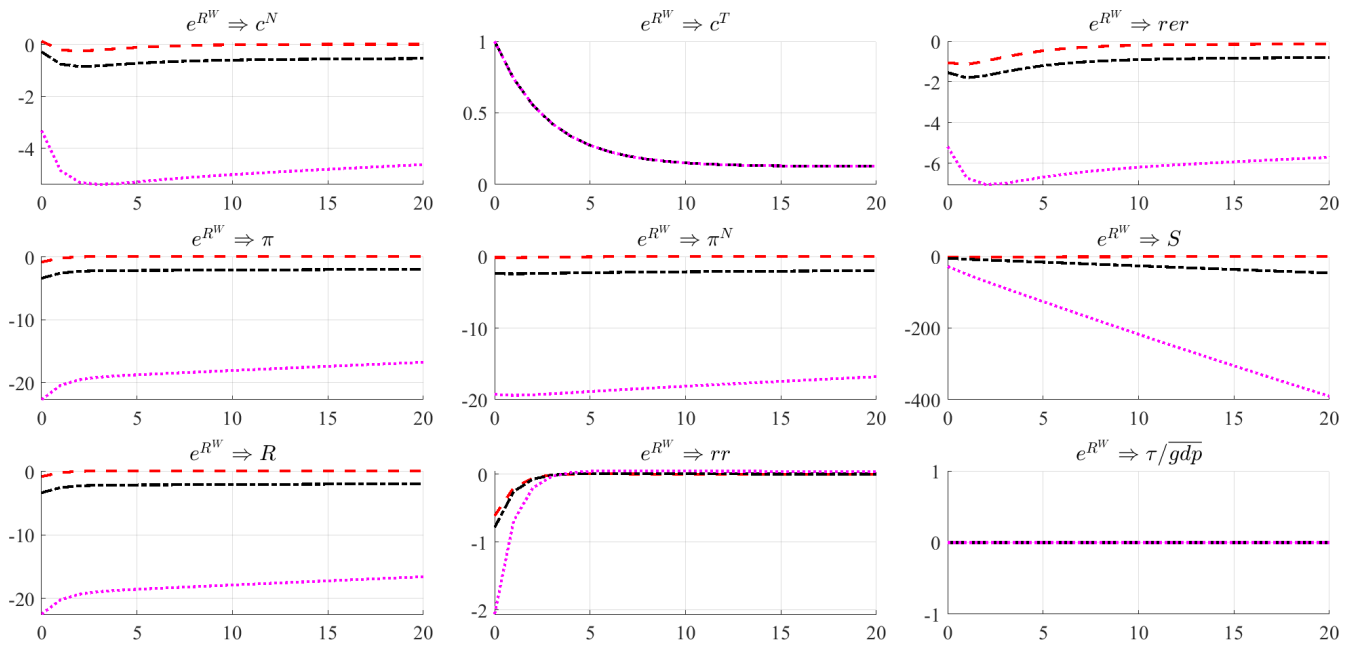 e^{R^W} ⇒ c^N
0
-2
-4
0 5 10 15 20
e^{R^W} ⇒ c^T
1
0.5
0
0 5 10 15 20
e^{R^W} ⇒ rer
0
-2
-4
-6
0 5 10 15 20
e^{R^W} ⇒ π
0
-10
-20
0 5 10 15 20
e^{R^W} ⇒ π^N
0
-10
-20
0 5 10 15 20
e^{R^W} ⇒ S
0
-200
-400
0 5 10 15 20
e^{R^W} ⇒ R
0
-10
-20
0 5 10 15 20
e^{R^W} ⇒ rr
0
-1
-2
0 5 10 15 20
e^{R^W} ⇒ τ/\overline{gdp}
1
0
-1
0 5 10 15 20